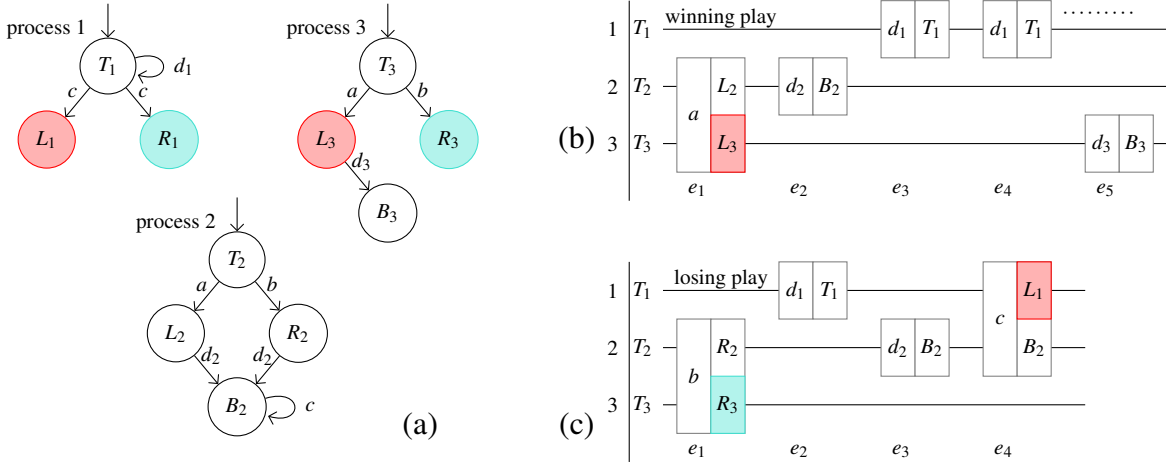 process 1
T₁
d₁
c
c
L₁
R₁
process 3
T₃
a
b
L₃
R₃
d₃
B₃
process 2
T₂
a
b
L₂
R₂
d₂
d₂
B₂
c
(a)
winning play
1 T₁ d₁ T₁ d₁ T₁ .........
2 T₂ a L₂ d₂ B₂
3 T₃ L₃ d₃ B₃
e₁ e₂ e₃ e₄ e₅
(b)
losing play
1 T₁ d₁ T₁ c L₁
2 T₂ b R₂ d₂ B₂ B₂
3 T₃ R₃
e₁ e₂ e₃ e₄
(c)